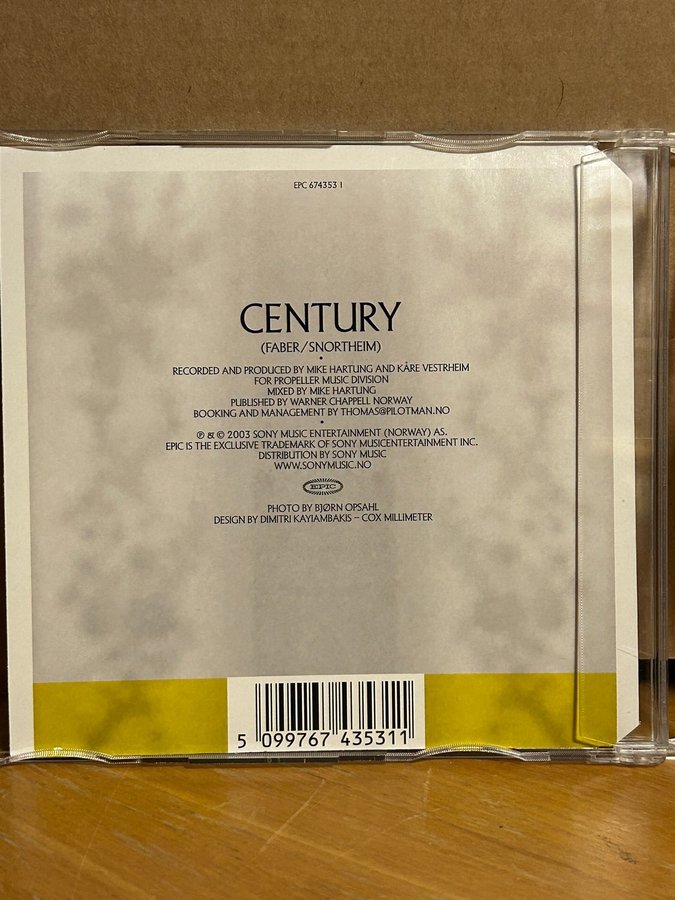 EPC 674353 1
CENTURY
(FABER/SNORTHEIM)
•
RECORDED AND PRODUCED BY MIKE HARTUNG AND KÅRE VESTRHEIM
FOR PROPELLER MUSIC DIVISION
MIXED BY MIKE HARTUNG
PUBLISHED BY WARNER CHAPPELL NORWAY
BOOKING AND MANAGEMENT BY THOMAS@PILOTMAN.NO
•
℗ & © 2003 SONY MUSIC ENTERTAINMENT (NORWAY) AS.
EPIC IS THE EXCLUSIVE TRADEMARK OF SONY MUSICENTERTAINMENT INC.
DISTRIBUTION BY SONY MUSIC
WWW.SONYMUSIC.NO
EPIC
PHOTO BY BJØRN OPSAHL
DESIGN BY DIMITRI KAYIAMBAKIS – COX MILLIMETER
5 099767 435311